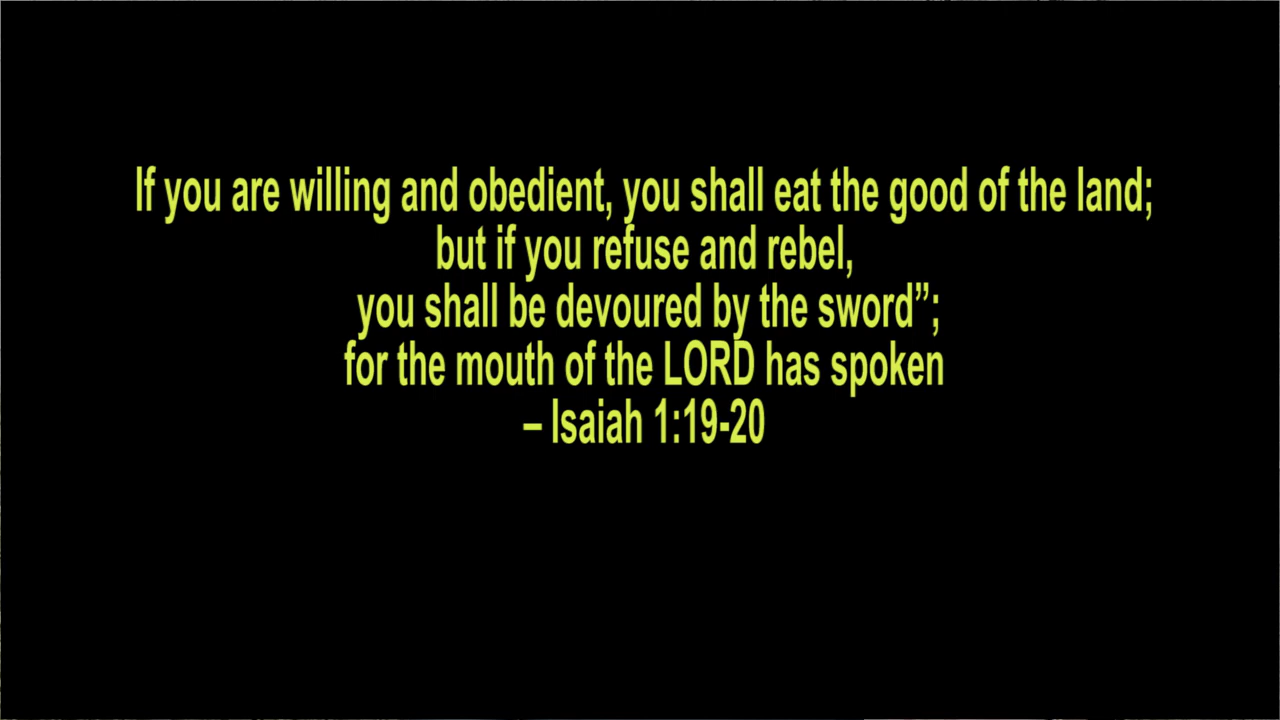 If you are willing and obedient, you shall eat the good of the land;
but if you refuse and rebel,
you shall be devoured by the sword”;
for the mouth of the LORD has spoken
– Isaiah 1:19-20